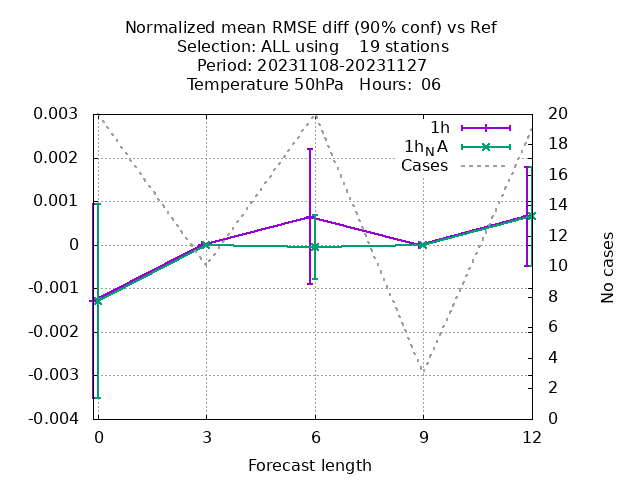 Normalized mean RMSE diff (90% conf) vs Ref
Selection: ALL using 19 stations
Period: 20231108-20231127
Temperature 50hPa Hours: 06
0.003
0.002
0.001
0
-0.001
-0.002
-0.003
-0.004
20
18
16
14
12
10
8
6
4
2
0
1h
1h_N A
Cases
No cases
0 3 6 9 12
Forecast length